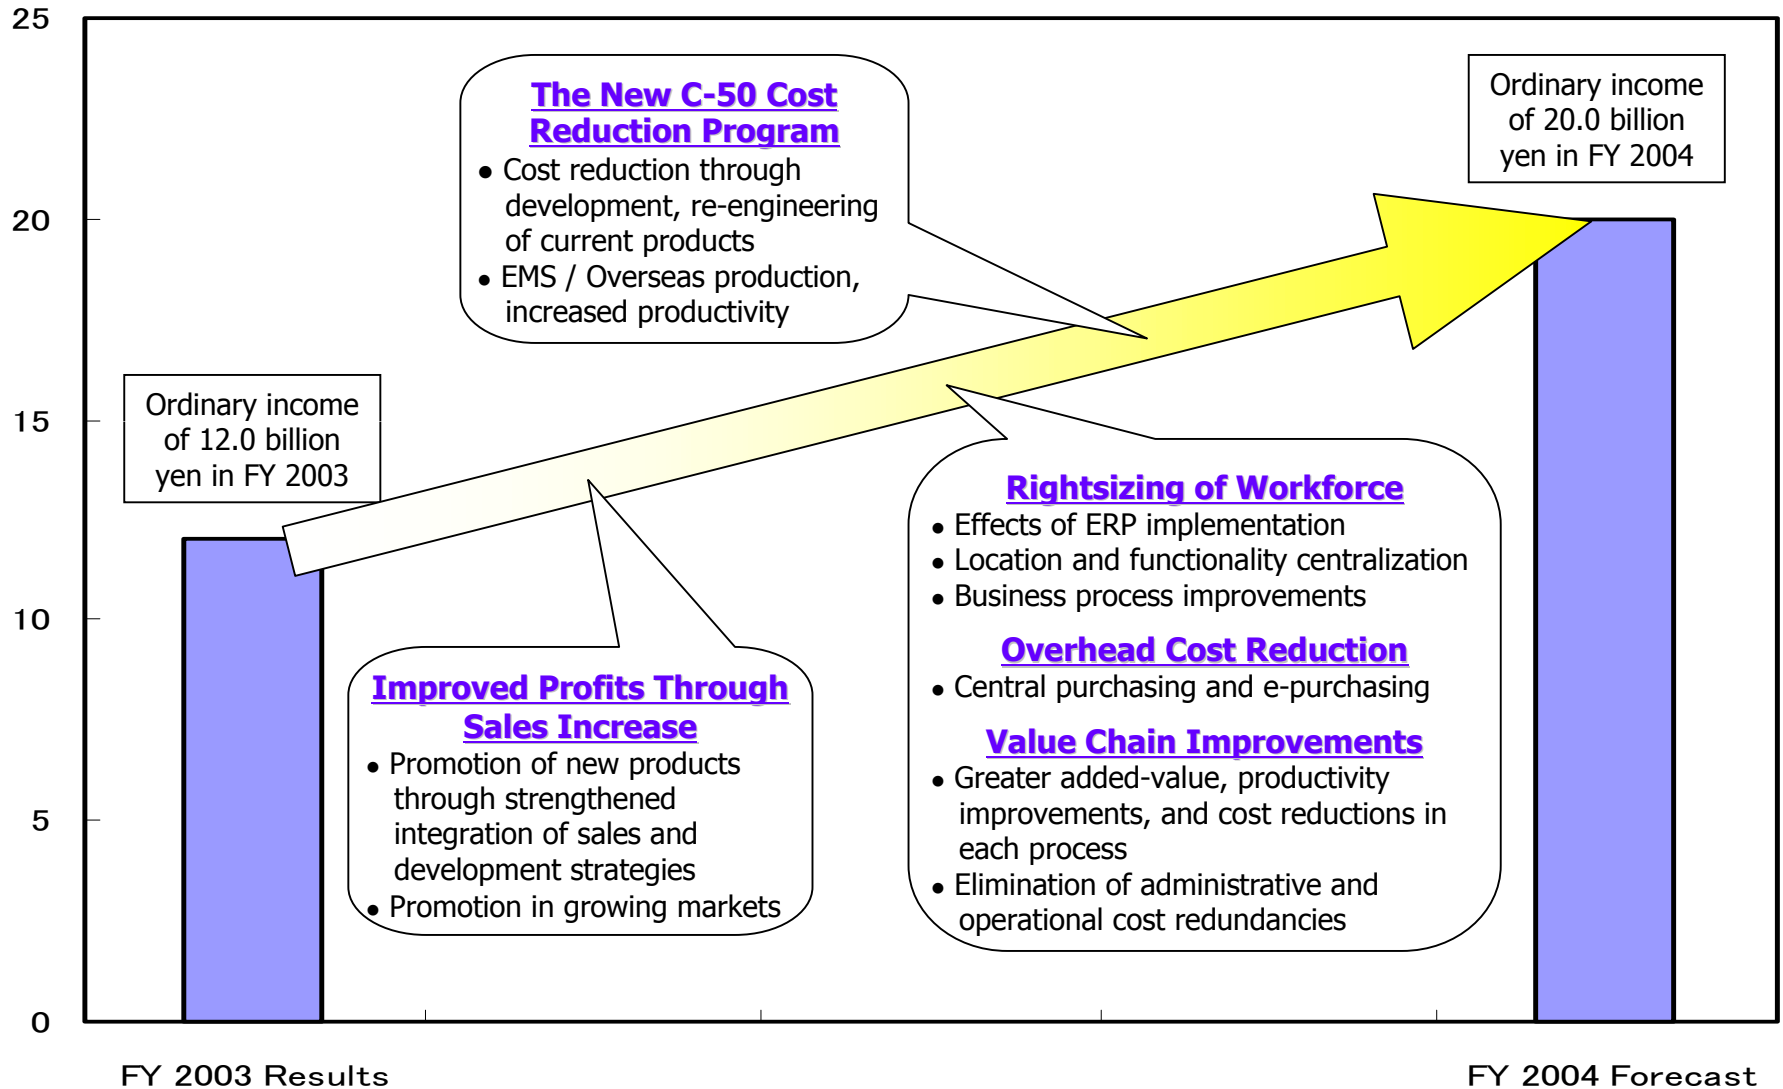 25
20
15
10
5
0
The New C-50 Cost
Reduction Program
● Cost reduction through
development, re-engineering
of current products
● EMS / Overseas production,
increased productivity
Ordinary income
of 20.0 billion
yen in FY 2004
Ordinary income
of 12.0 billion
yen in FY 2003
Improved Profits Through
Sales Increase
● Promotion of new products
through strengthened
integration of sales and
development strategies
● Promotion in growing markets
Rightsizing of Workforce
● Effects of ERP implementation
● Location and functionality centralization
● Business process improvements
Overhead Cost Reduction
● Central purchasing and e-purchasing
Value Chain Improvements
● Greater added-value, productivity
improvements, and cost reductions in
each process
● Elimination of administrative and
operational cost redundancies
FY 2003 Results
FY 2004 Forecast